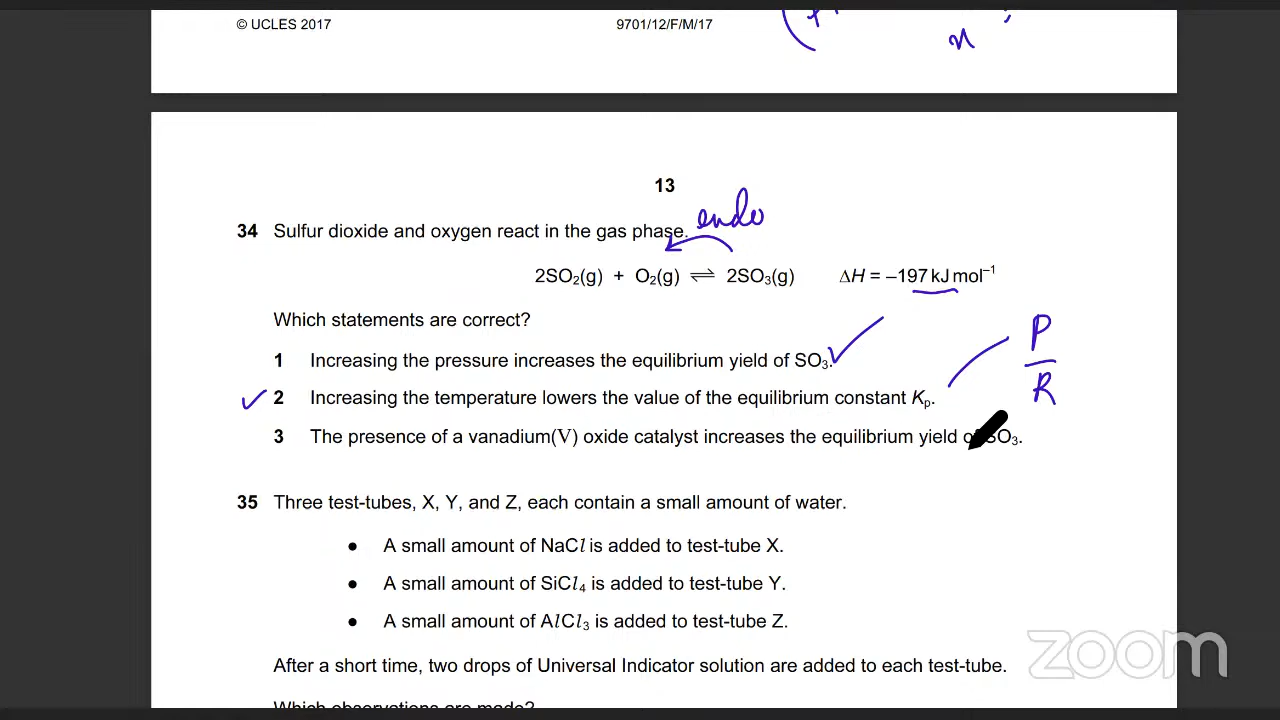 © UCLES 2017 9701/12/F/M/17
n
13
endo
34 Sulfur dioxide and oxygen react in the gas phase.
2SO₂(g) + O₂(g) ⇌ 2SO₃(g) ΔH = –197 kJ mol⁻¹
Which statements are correct?
1 Increasing the pressure increases the equilibrium yield of SO₃.
P
R
2 Increasing the temperature lowers the value of the equilibrium constant Kₚ.
3 The presence of a vanadium(V) oxide catalyst increases the equilibrium yield of SO₃.
35 Three test-tubes, X, Y, and Z, each contain a small amount of water.
● A small amount of NaCl is added to test-tube X.
● A small amount of SiCl₄ is added to test-tube Y.
● A small amount of AlCl₃ is added to test-tube Z.
After a short time, two drops of Universal Indicator solution are added to each test-tube.
Which observations are made?
zoom